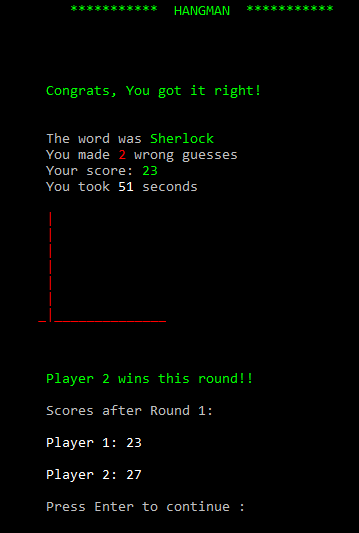 *********** HANGMAN ***********
Congrats, You got it right!
The word was Sherlock
You made 2 wrong guesses
Your score: 23
You took 51 seconds
Player 2 wins this round!!
Scores after Round 1:
Player 1: 23
Player 2: 27
Press Enter to continue :